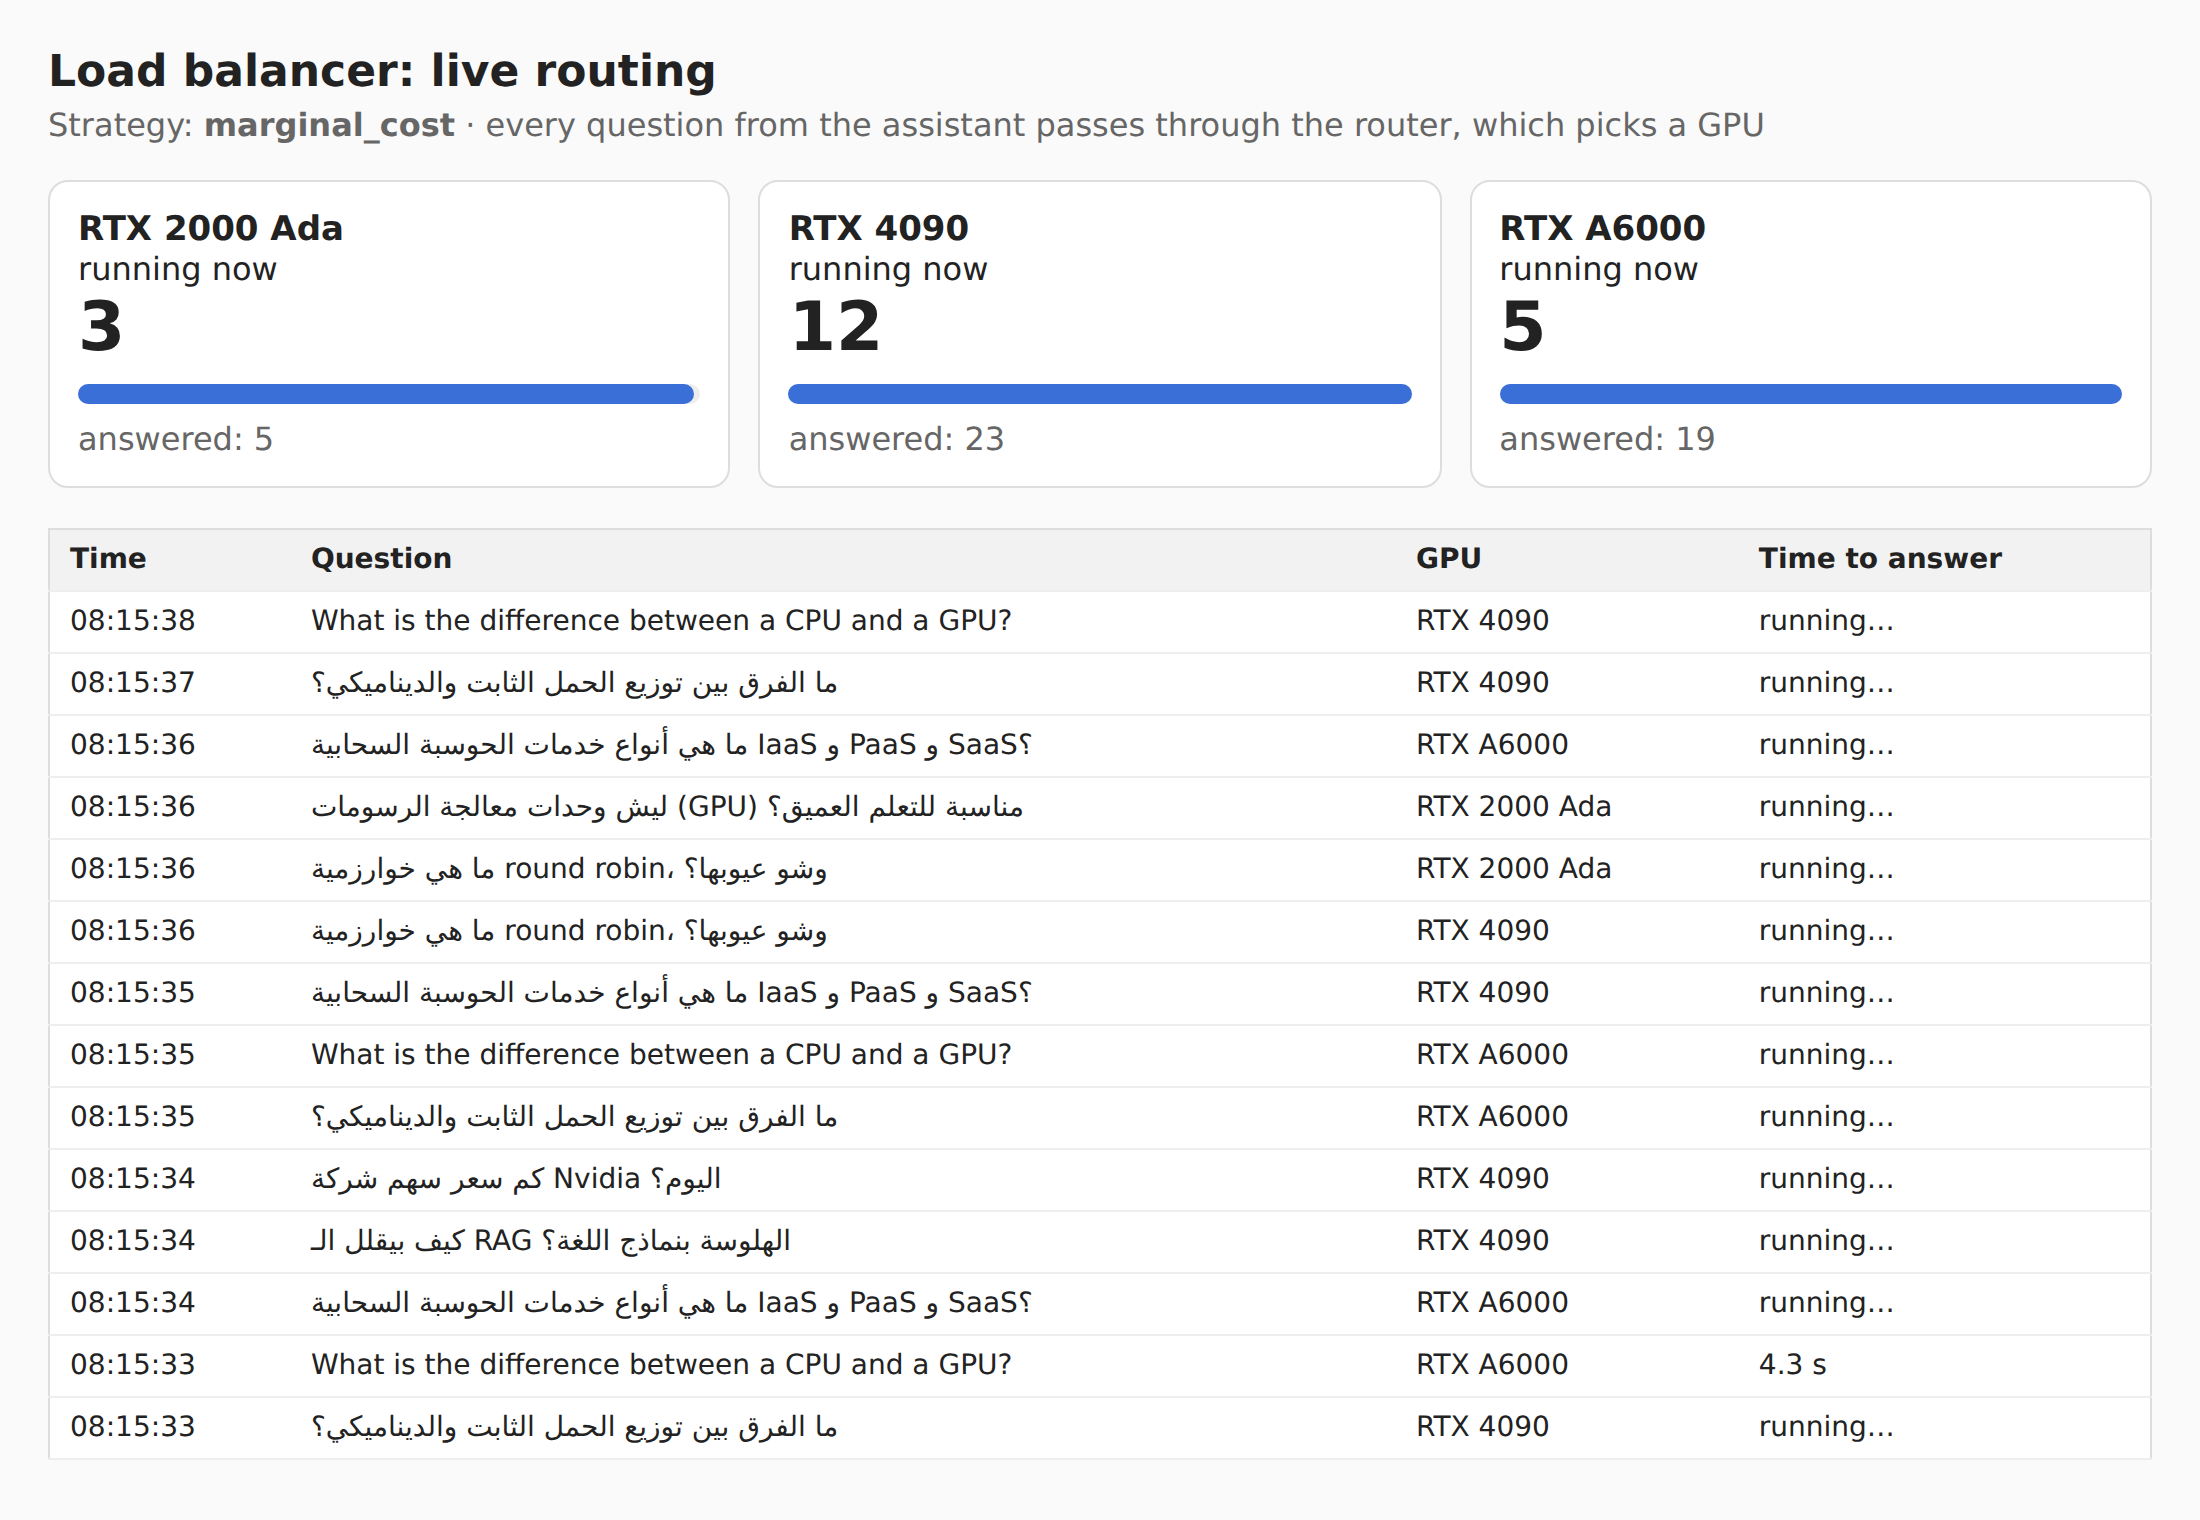 Load balancer: live routing
Strategy: marginal_cost · every question from the assistant passes through the router, which picks a GPU
RTX 2000 Ada
running now
3
answered: 5
RTX 4090
running now
12
answered: 23
RTX A6000
running now
5
answered: 19
Time Question GPU Time to answer
08:15:38 What is the difference between a CPU and a GPU? RTX 4090 running...
08:15:37 ما الفرق بين توزيع الحمل الثابت والديناميكي؟ RTX 4090 running...
08:15:36 ما هي أنواع خدمات الحوسبة السحابية IaaS و PaaS و SaaS؟ RTX A6000 running...
08:15:36 ليش وحدات معالجة الرسومات (GPU) مناسبة للتعلم العميق؟ RTX 2000 Ada running...
08:15:36 ما هي خوارزمية round robin، وشو عيوبها؟ RTX 2000 Ada running...
08:15:36 ما هي خوارزمية round robin، وشو عيوبها؟ RTX 4090 running...
08:15:35 ما هي أنواع خدمات الحوسبة السحابية IaaS و PaaS و SaaS؟ RTX 4090 running...
08:15:35 What is the difference between a CPU and a GPU? RTX A6000 running...
08:15:35 ما الفرق بين توزيع الحمل الثابت والديناميكي؟ RTX A6000 running...
08:15:34 كم سعر سهم شركة Nvidia اليوم؟ RTX 4090 running...
08:15:34 كيف بيقلل الـ RAG الهلوسة بنماذج اللغة؟ RTX 4090 running...
08:15:34 ما هي أنواع خدمات الحوسبة السحابية IaaS و PaaS و SaaS؟ RTX A6000 running...
08:15:33 What is the difference between a CPU and a GPU? RTX A6000 4.3 s
08:15:33 ما الفرق بين توزيع الحمل الثابت والديناميكي؟ RTX 4090 running...